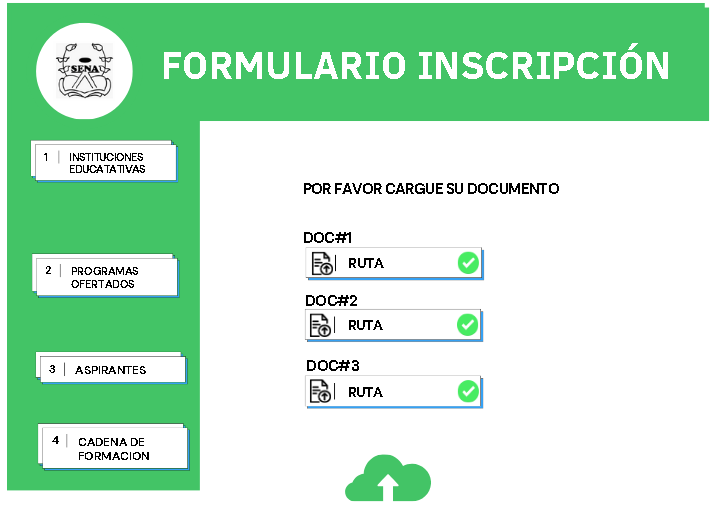 SENA
FORMULARIO INSCRIPCIÓN
1 INSTITUCIONES
EDUCATATIVAS
2 PROGRAMAS
OFERTADOS
3 ASPIRANTES
4 CADENA DE
FORMACION
POR FAVOR CARGUE SU DOCUMENTO
DOC#1
RUTA
DOC#2
RUTA
DOC#3
RUTA